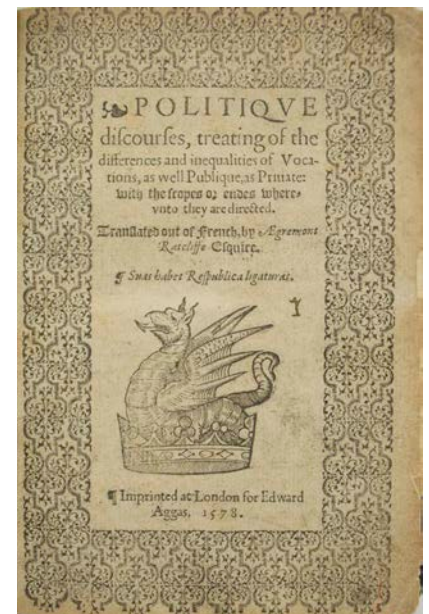 POLITIQVE
discourses, treating of the
differences and inequalities of Voca-
tions, as well Publique, as Priuate:
with the scopes or endes where-
vnto they are directed.
Translated out of French, by Ægremont
Ratcliffe Esquire.
¶ Suas habet Respublica ligaturas.
¶ Imprinted at London for Edward
Aggas. 1578.